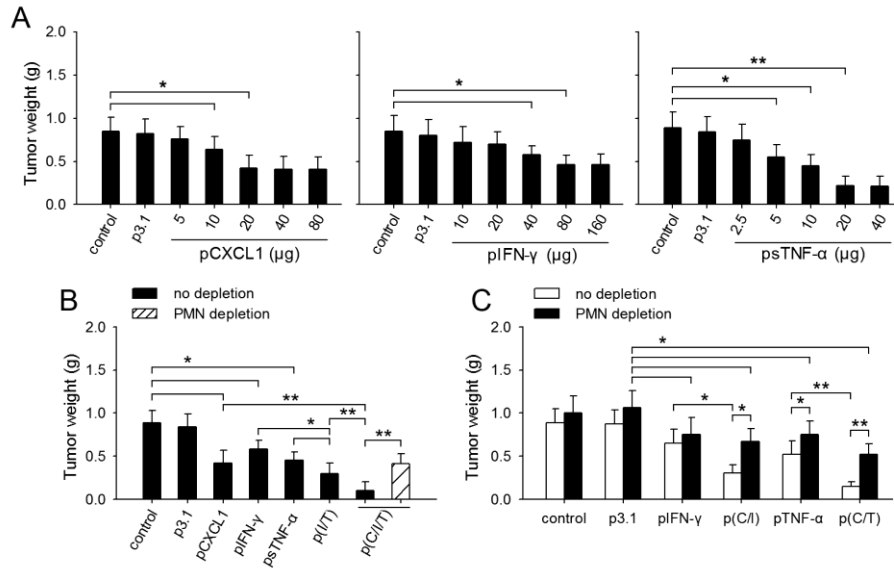 A
Tumor weight (g)
2.0
1.5
1.0
0.5
0.0
*
control
p3.1
5
10
20
40
80
pCXCL1 (µg)
*
control
p3.1
10
20
40
80
160
pIFN-γ (µg)
**
*
control
p3.1
2.5
5
10
20
40
psTNF-α (µg)
B
no depletion
PMN depletion
Tumor weight (g)
2.0
1.5
1.0
0.5
0.0
*
**
*
**
**
control
p3.1
pCXCL1
pIFN-γ
psTNF-α
p(I/T)
p(C/I/T)
C
no depletion
PMN depletion
Tumor weight (g)
2.0
1.5
1.0
0.5
0.0
*
*
*
**
*
**
control
p3.1
pIFN-γ
p(C/I)
pTNF-α
p(C/T)